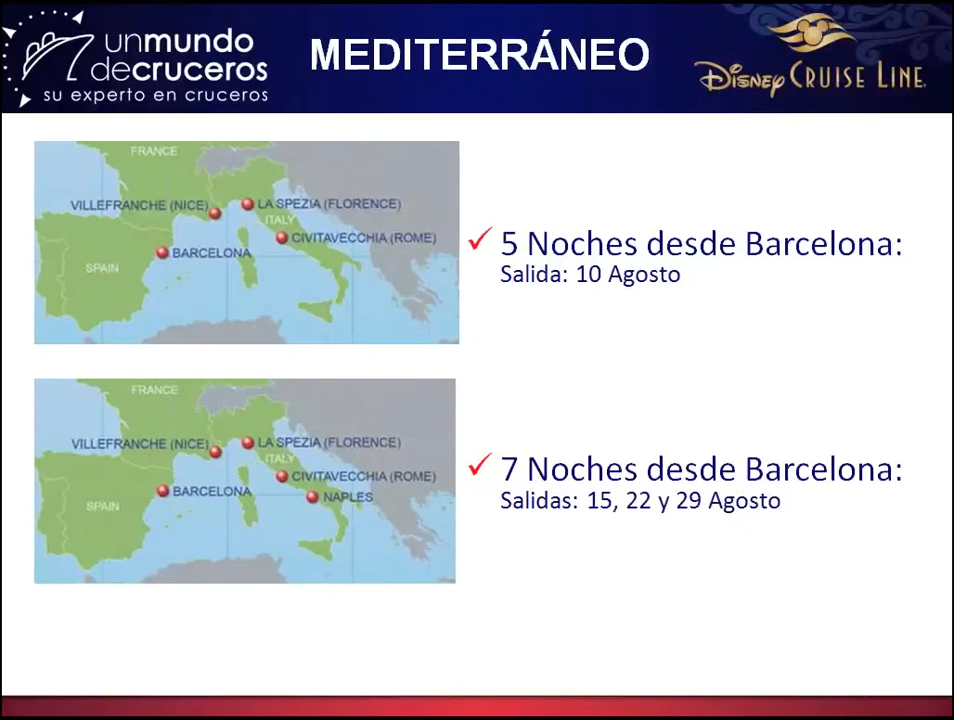 unmundo
decruceros
su experto en cruceros
MEDITERRÁNEO
DISNEY CRUISE LINE
FRANCE
VILLEFRANCHE (NICE)
LA SPEZIA (FLORENCE)
ITALY
CIVITAVECCHIA (ROME)
BARCELONA
SPAIN
✓ 5 Noches desde Barcelona:
Salida: 10 Agosto
FRANCE
VILLEFRANCHE (NICE)
LA SPEZIA (FLORENCE)
ITALY
CIVITAVECCHIA (ROME)
BARCELONA
NAPLES
SPAIN
✓ 7 Noches desde Barcelona:
Salidas: 15, 22 y 29 Agosto